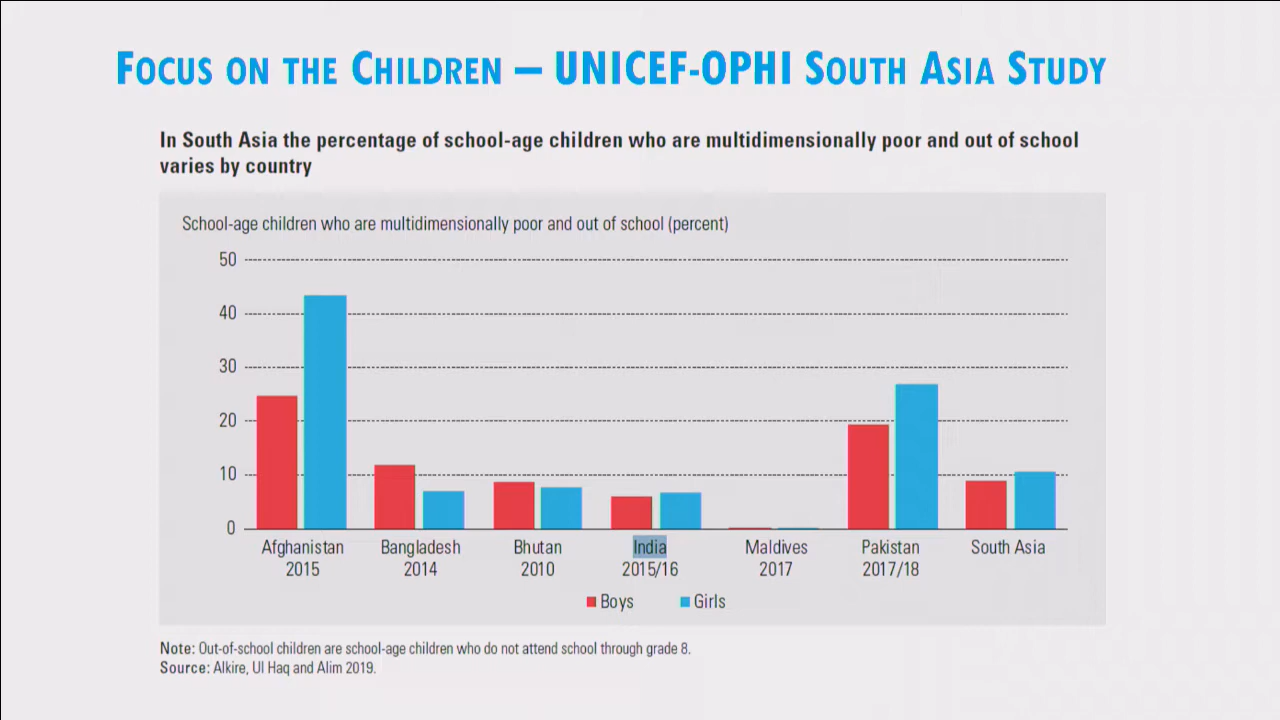 FOCUS ON THE CHILDREN – UNICEF-OPHI SOUTH ASIA STUDY
In South Asia the percentage of school-age children who are multidimensionally poor and out of school
varies by country
School-age children who are multidimensionally poor and out of school (percent)
50
40
30
20
10
0
Afghanistan Bangladesh Bhutan India Maldives Pakistan South Asia
2015 2014 2010 2015/16 2017 2017/18
Boys Girls
Note: Out-of-school children are school-age children who do not attend school through grade 8.
Source: Alkire, Ul Haq and Alim 2019.